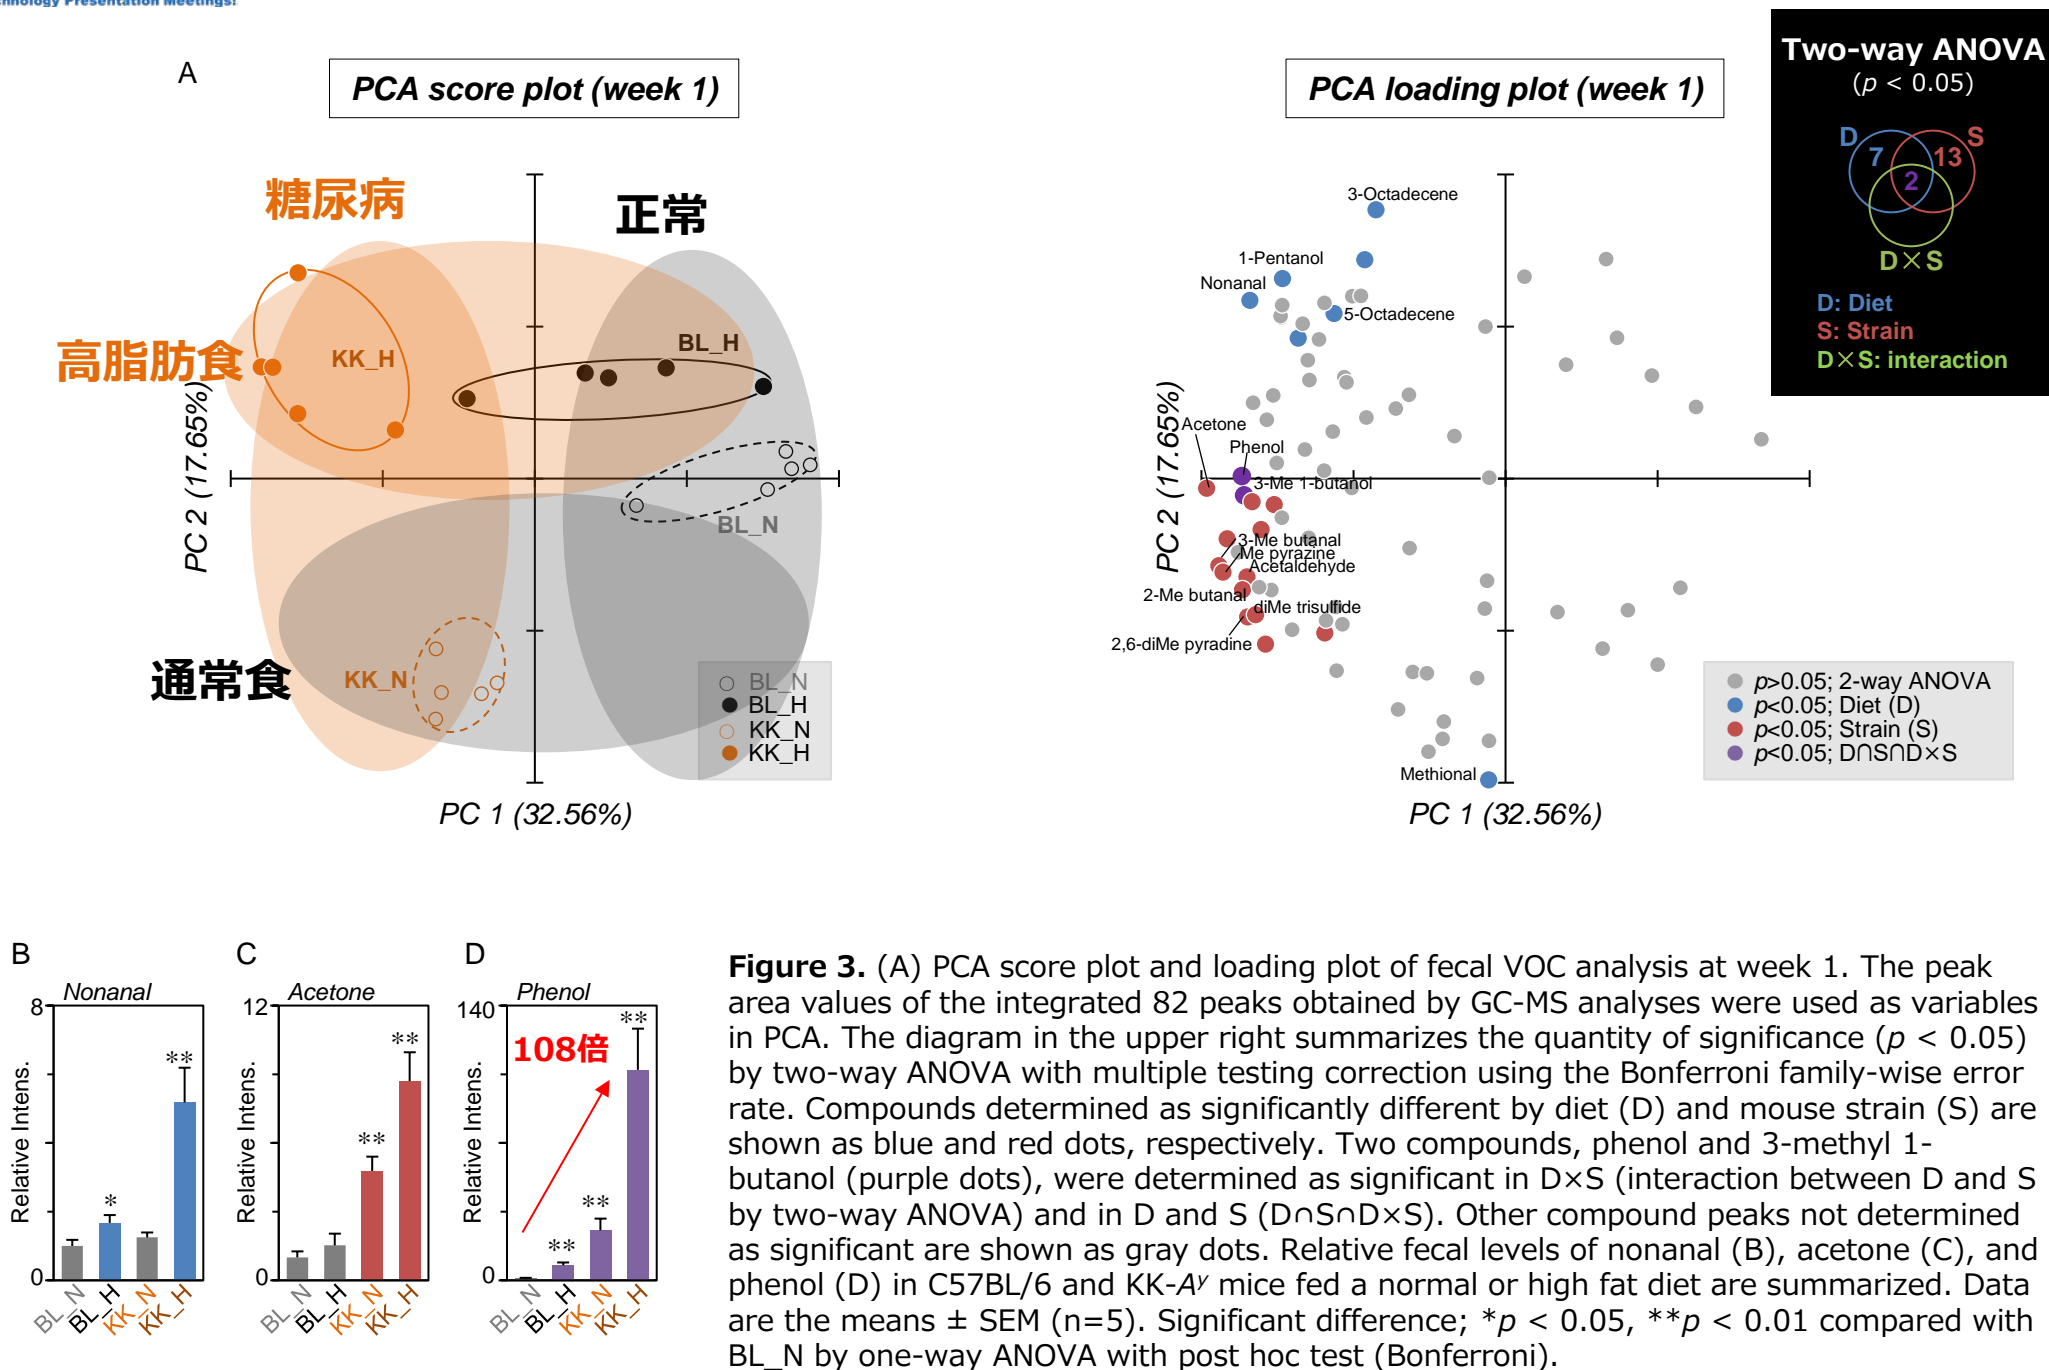 chnology Presentation Meetings!
A
PCA score plot (week 1)
PCA loading plot (week 1)
Two-way ANOVA
(p < 0.05)
D
S
7
13
2
D×S
D: Diet
S: Strain
D×S: interaction
糖尿病
正常
高脂肪食
通常食
KK_H
BL_H
BL_N
KK_N
PC 2 (17.65%)
PC 1 (32.56%)
BL_N
BL_H
KK_N
KK_H
3-Octadecene
1-Pentanol
Nonanal
5-Octadecene
Acetone
Phenol
3-Me 1-butanol
3-Me butanal
Me pyrazine
Acetaldehyde
2-Me butanal
diMe trisulfide
2,6-diMe pyradine
Methional
PC 2 (17.65%)
PC 1 (32.56%)
p>0.05; 2-way ANOVA
p<0.05; Diet (D)
p<0.05; Strain (S)
p<0.05; D∩S∩D×S
B
Nonanal
8
0
Relative Intens.
*
**
BL_N
BL_H
KK_N
KK_H
C
Acetone
12
0
Relative Intens.
**
**
BL_N
BL_H
KK_N
KK_H
D
Phenol
140
0
Relative Intens.
108倍
**
**
**
BL_N
BL_H
KK_N
KK_H
Figure 3. (A) PCA score plot and loading plot of fecal VOC analysis at week 1. The peak
area values of the integrated 82 peaks obtained by GC-MS analyses were used as variables
in PCA. The diagram in the upper right summarizes the quantity of significance (p < 0.05)
by two-way ANOVA with multiple testing correction using the Bonferroni family-wise error
rate. Compounds determined as significantly different by diet (D) and mouse strain (S) are
shown as blue and red dots, respectively. Two compounds, phenol and 3-methyl 1-
butanol (purple dots), were determined as significant in D×S (interaction between D and S
by two-way ANOVA) and in D and S (D∩S∩D×S). Other compound peaks not determined
as significant are shown as gray dots. Relative fecal levels of nonanal (B), acetone (C), and
phenol (D) in C57BL/6 and KK-Aʸ mice fed a normal or high fat diet are summarized. Data
are the means ± SEM (n=5). Significant difference; *p < 0.05, **p < 0.01 compared with
BL_N by one-way ANOVA with post hoc test (Bonferroni).